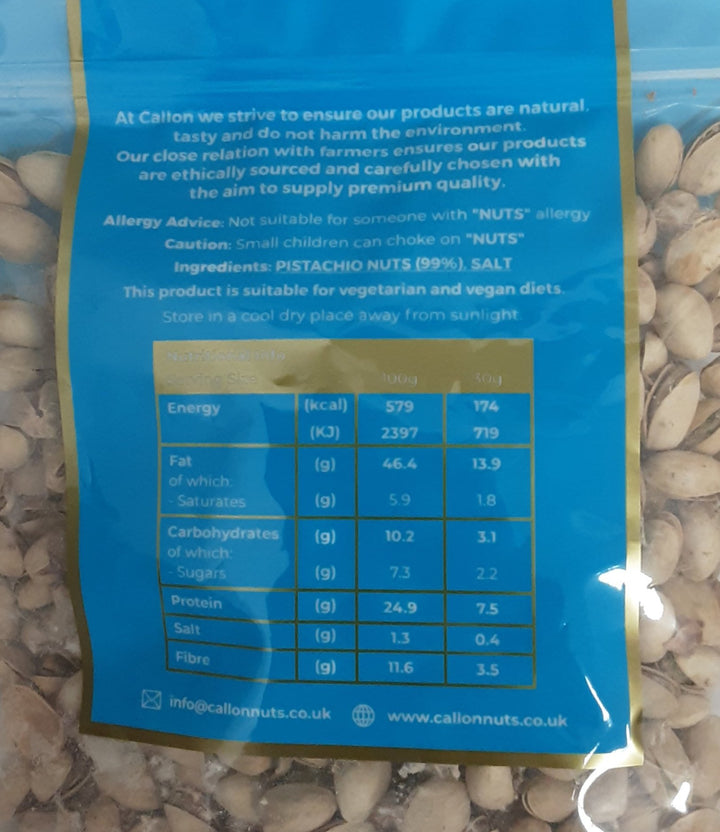 At Callon we strive to ensure our products are natural,
tasty and do not harm the environment.
Our close relation with farmers ensures our products
are ethically sourced and carefully chosen with
the aim to supply premium quality.
Allergy Advice: Not suitable for someone with "NUTS" allergy
Caution: Small children can choke on "NUTS"
Ingredients: PISTACHIO NUTS (99%), SALT
This product is suitable for vegetarian and vegan diets.
Store in a cool dry place away from sunlight.
Serving Size 100g 30g
Energy (kcal) 579 174
(KJ) 2397 719
Fat (g) 46.4 13.9
of which:
- Saturates (g) 5.9 1.8
Carbohydrates (g) 10.2 3.1
of which:
- Sugars (g) 7.3 2.2
Protein (g) 24.9 7.5
Salt (g) 1.3 0.4
Fibre (g) 11.6 3.5
info@callonnuts.co.uk www.callonnuts.co.uk